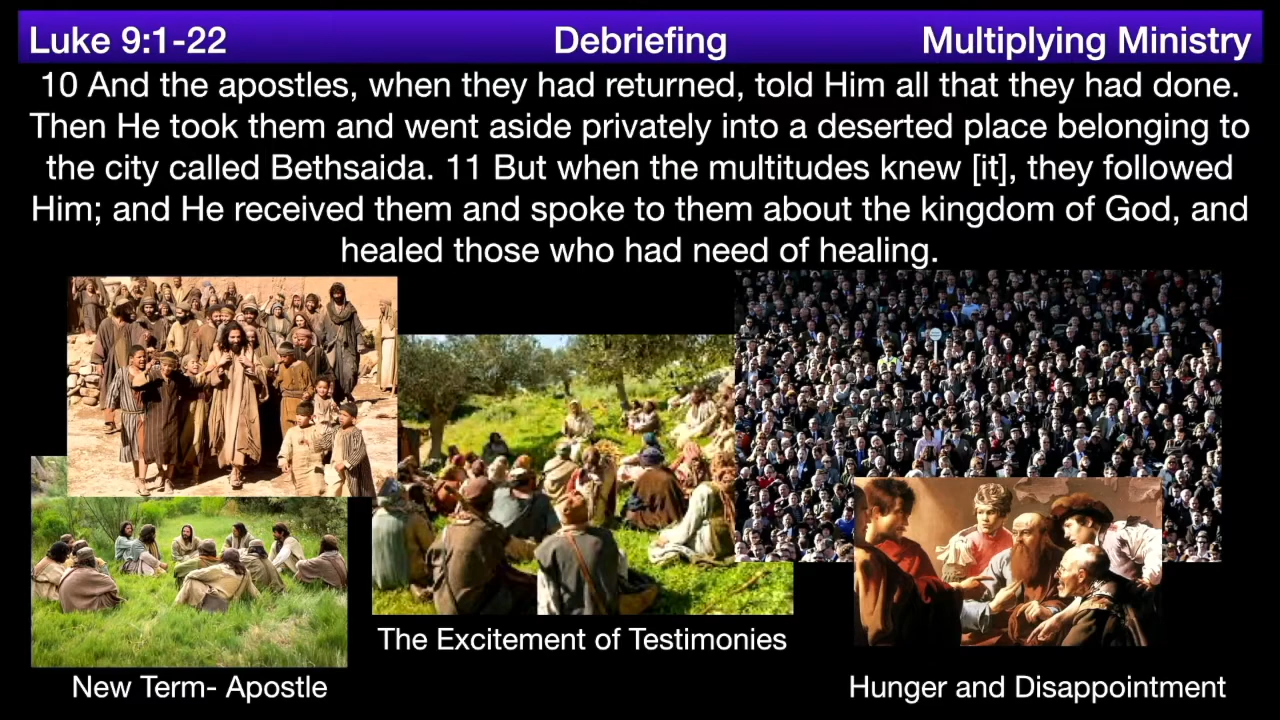 Luke 9:1-22 Debriefing Multiplying Ministry
10 And the apostles, when they had returned, told Him all that they had done.
Then He took them and went aside privately into a deserted place belonging to
the city called Bethsaida. 11 But when the multitudes knew [it], they followed
Him; and He received them and spoke to them about the kingdom of God, and
healed those who had need of healing.
The Excitement of Testimonies
New Term- Apostle
Hunger and Disappointment